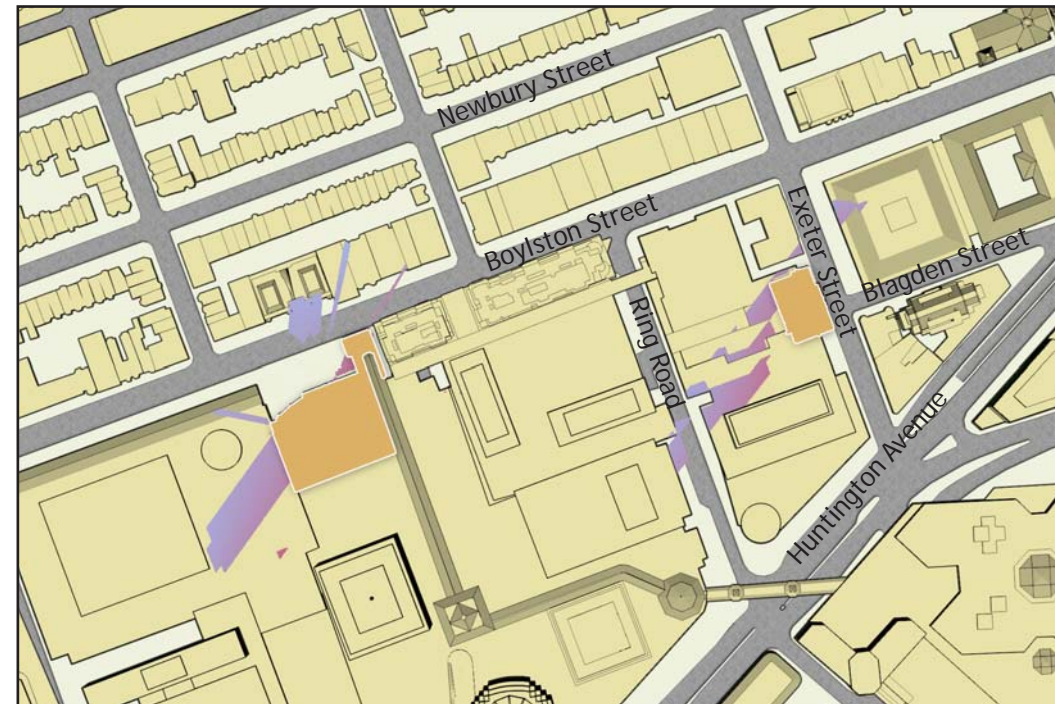 Newbury Street
Boylston Street
Exeter Street
Blagden Street
Ring Road
Huntington Avenue